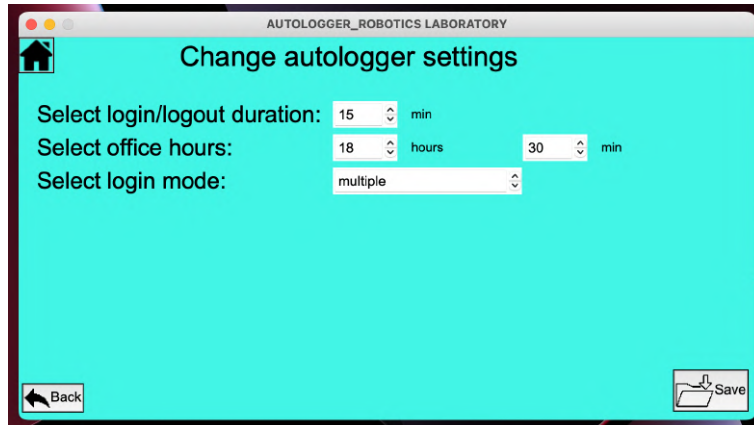 AUTOLOGGER_ROBOTICS LABORATORY
Change autologger settings
Select login/logout duration: 15 min
Select office hours: 18 hours 30 min
Select login mode: multiple
Back Save